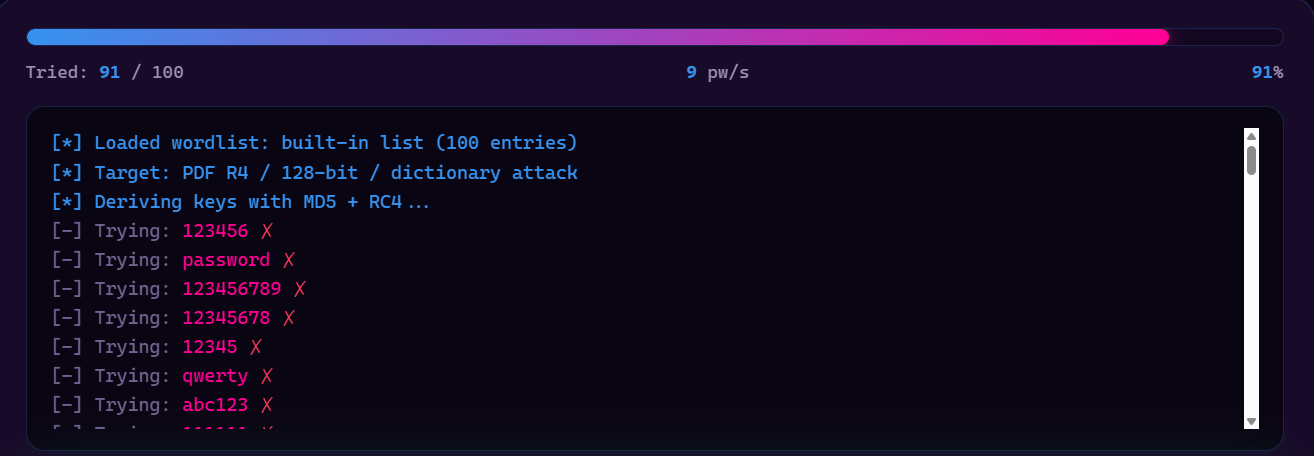 Tried: 91 / 100
9 pw/s
91%
[*] Loaded wordlist: built-in list (100 entries)
[*] Target: PDF R4 / 128-bit / dictionary attack
[*] Deriving keys with MD5 + RC4...
[-] Trying: 123456 ✗
[-] Trying: password ✗
[-] Trying: 123456789 ✗
[-] Trying: 12345678 ✗
[-] Trying: 12345 ✗
[-] Trying: qwerty ✗
[-] Trying: abc123 ✗